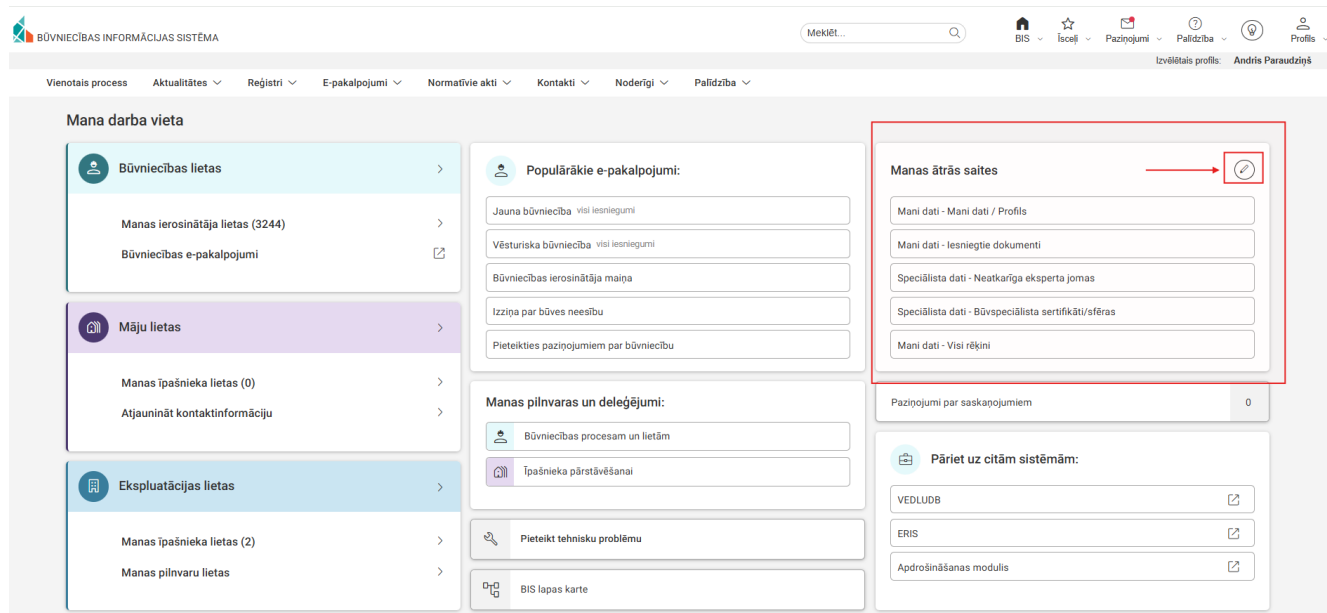 BŪVNIECĪBAS INFORMĀCIJAS SISTĒMA
Meklēt...
BIS
Īsceļi
Paziņojumi
Palīdzība
Profils
Izvēlētais profils: Andris Paraudziņš
Vienotais process
Aktualitātes
Reģistri
E-pakalpojumi
Normatīvie akti
Kontakti
Noderīgi
Palīdzība
Mana darba vieta
Būvniecības lietas
Manas ierosinātāja lietas (3244)
Būvniecības e-pakalpojumi
Māju lietas
Manas īpašnieka lietas (0)
Atjaunināt kontaktinformāciju
Ekspluatācijas lietas
Manas īpašnieka lietas (2)
Manas pilnvaru lietas
Populārākie e-pakalpojumi:
Jauna būvniecība visi iesniegumi
Vēsturiska būvniecība visi iesniegumi
Būvniecības ierosinātāja maiņa
Izziņa par būves neesību
Pieteikties paziņojumiem par būvniecību
Manas pilnvaras un deleģējumi:
Būvniecības procesam un lietām
Īpašnieka pārstāvēšanai
Pieteikt tehnisku problēmu
BIS lapas karte
Manas ātrās saites
Mani dati - Mani dati / Profils
Mani dati - Iesniegtie dokumenti
Speciālista dati - Neatkarīga eksperta jomas
Speciālista dati - Būvspeciālista sertifikāti/sfēras
Mani dati - Visi rēķini
Paziņojumi par saskaņojumiem 0
Pāriet uz citām sistēmām:
VEDLUDB
ERIS
Apdrošināšanas modulis